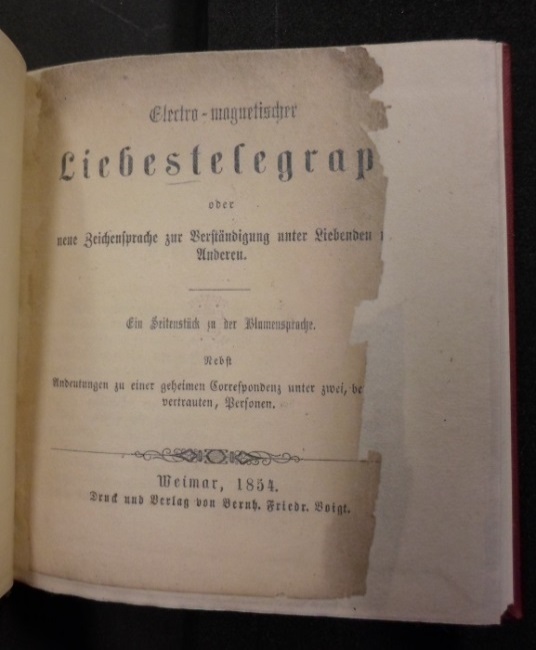 Electro-magnetischer
Liebestelegrap
oder
neue Zeichensprache zur Verständigung unter Liebenden
Anderen.
Ein Seitenstück zu der Blumensprache.
Nebst
Andeutungen zu einer geheimen Correspondenz unter zwei, ve
vertrauten, Personen.
Weimar, 1854.
Druck und Verlag von Bernh. Friedr. Voigt.